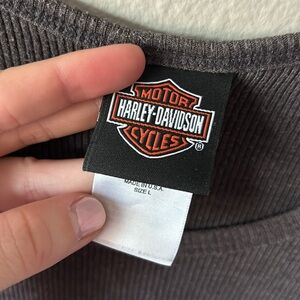 MOTOR
HARLEY-DAVIDSON
CYCLES
®
MADE IN U.S.A.
SIZE L